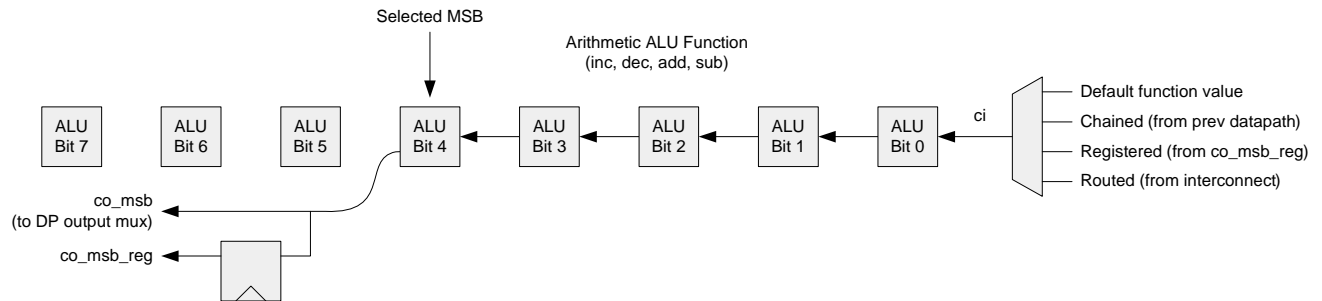 Selected MSB
Arithmetic ALU Function
(inc, dec, add, sub)
ALU
Bit 7
ALU
Bit 6
ALU
Bit 5
ALU
Bit 4
ALU
Bit 3
ALU
Bit 2
ALU
Bit 1
ALU
Bit 0
ci
Default function value
Chained (from prev datapath)
Registered (from co_msb_reg)
Routed (from interconnect)
co_msb
(to DP output mux)
co_msb_reg